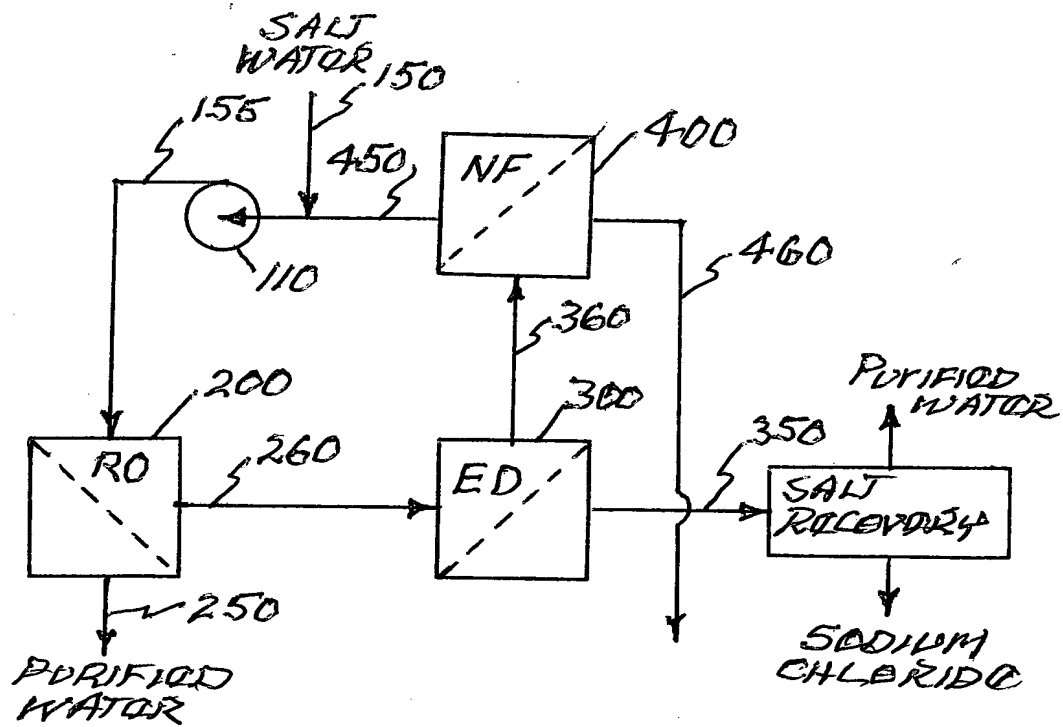 SALT
WATER
150
155
450
NF
400
110
460
360
200
300
PURIFIED
WATER
RO
260
ED
350
SALT
RECOVERY
250
PURIFIED
WATER
SODIUM
CHLORIDE